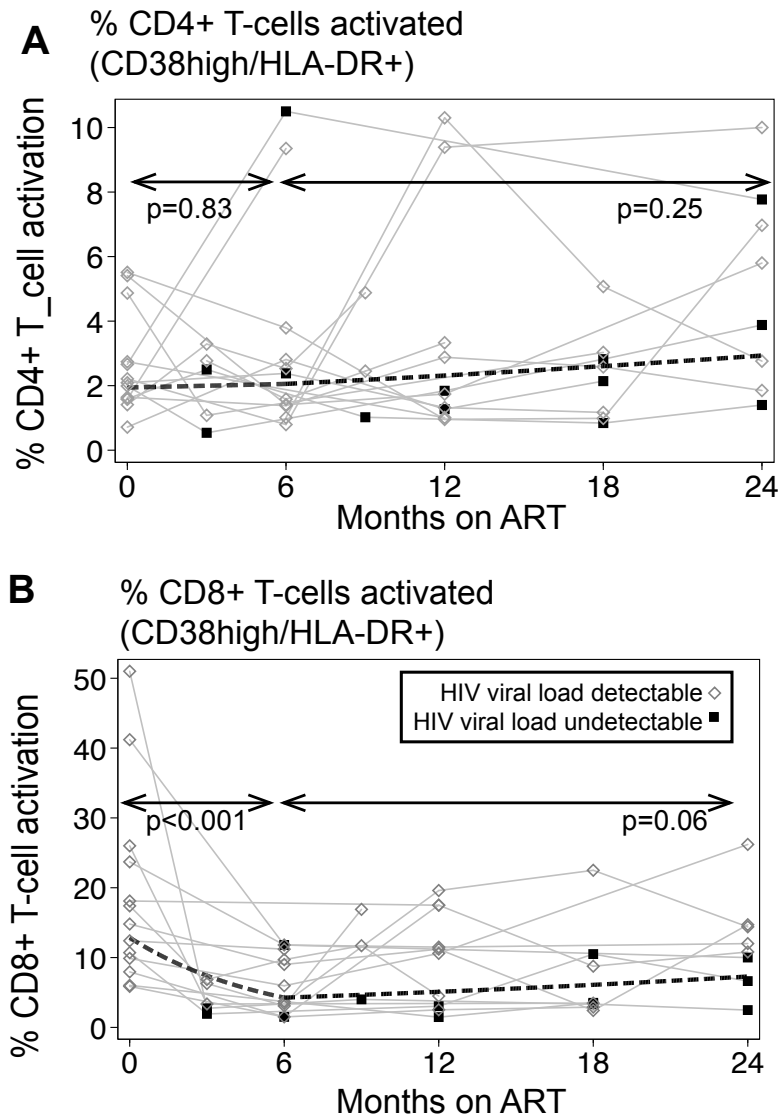 A
% CD4+ T-cells activated
(CD38high/HLA-DR+)
% CD4+ T_cell activation
10
8
6
4
2
0
p=0.83
p=0.25
0 6 12 18 24
Months on ART
B
% CD8+ T-cells activated
(CD38high/HLA-DR+)
% CD8+ T-cell activation
50
40
30
20
10
0
HIV viral load detectable
HIV viral load undetectable
p<0.001
p=0.06
0 6 12 18 24
Months on ART